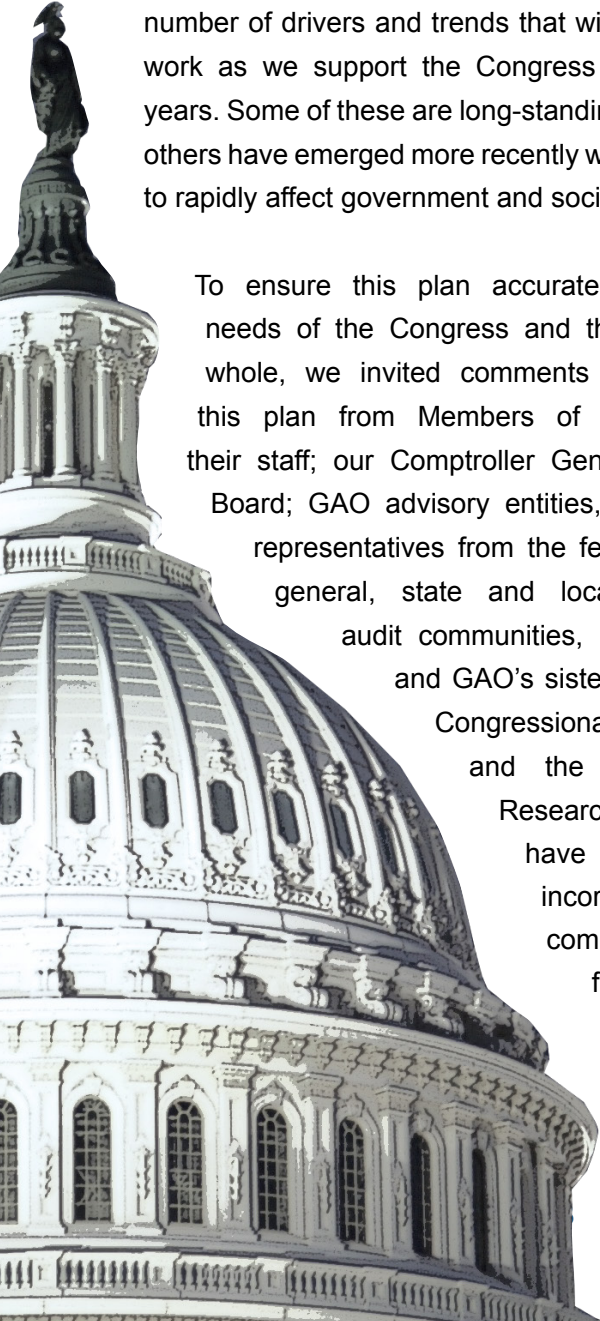 number of drivers and trends that wi
work as we support the Congress
years. Some of these are long-standi
others have emerged more recently w
to rapidly affect government and soci
To ensure this plan accurate
needs of the Congress and th
whole, we invited comments
this plan from Members of
their staff; our Comptroller Gen
Board; GAO advisory entities,
representatives from the fe
general, state and loca
audit communities,
and GAO’s siste
Congressiona
and the
Researc
have
incor
com
f